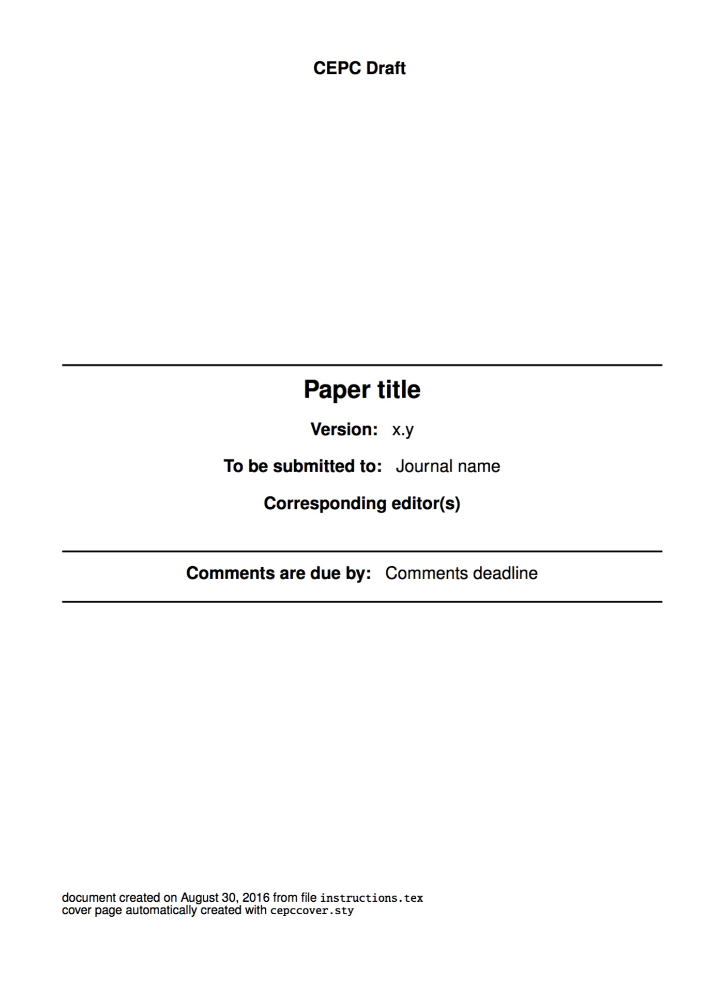 CEPC Draft
Paper title
Version: x.y
To be submitted to: Journal name
Corresponding editor(s)
Comments are due by: Comments deadline
document created on August 30, 2016 from file instructions.tex
cover page automatically created with cepccover.sty